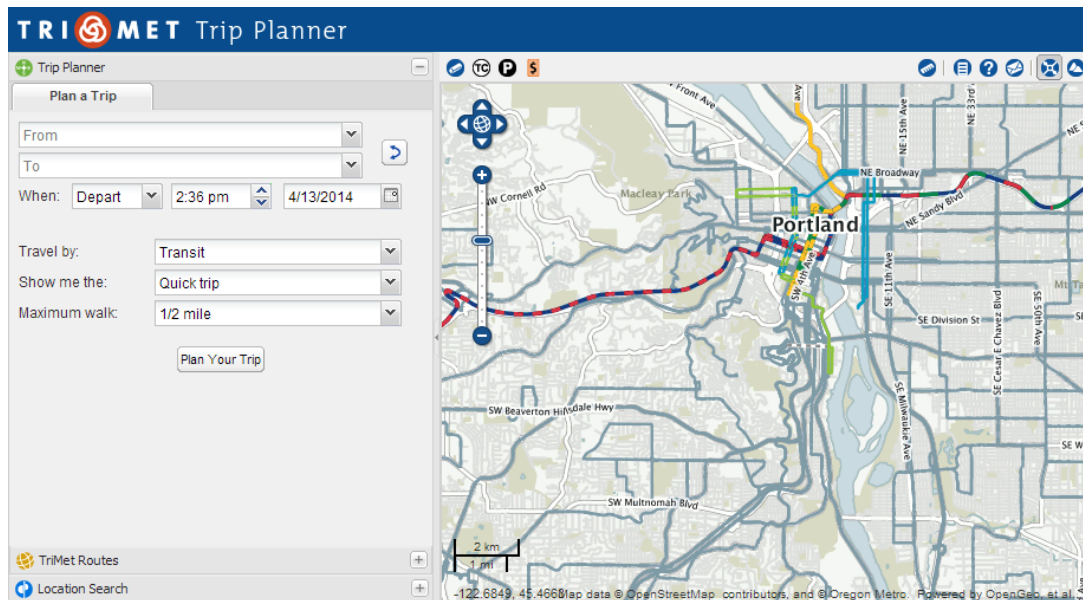 TRI MET Trip Planner
Trip Planner
Plan a Trip
From
To
When: Depart 2:36 pm 4/13/2014
Travel by: Transit
Show me the: Quick trip
Maximum walk: 1/2 mile
Plan Your Trip
TriMet Routes
Location Search
TC P $
Front Ave
Ave
NE-15th Ave
NE 33rd
NE Broadway
NW Cornell Rd
Macleay Park
NE Sandy Blvd
Portland
SW 4th Ave
SE-11th Ave
Mt Ta
SE Division St
SE Cesar E Chavez Blvd
SE 50th Ave
SE Milwaukie Ave
SW Beaverton Hillsdale Hwy
SE W
SW Multnomah Blvd
2 km
1 mi
-122.6849, 45.4668 Map data © OpenStreetMap contributors, and © Oregon Metro. Powered by OpenGeo, et al.